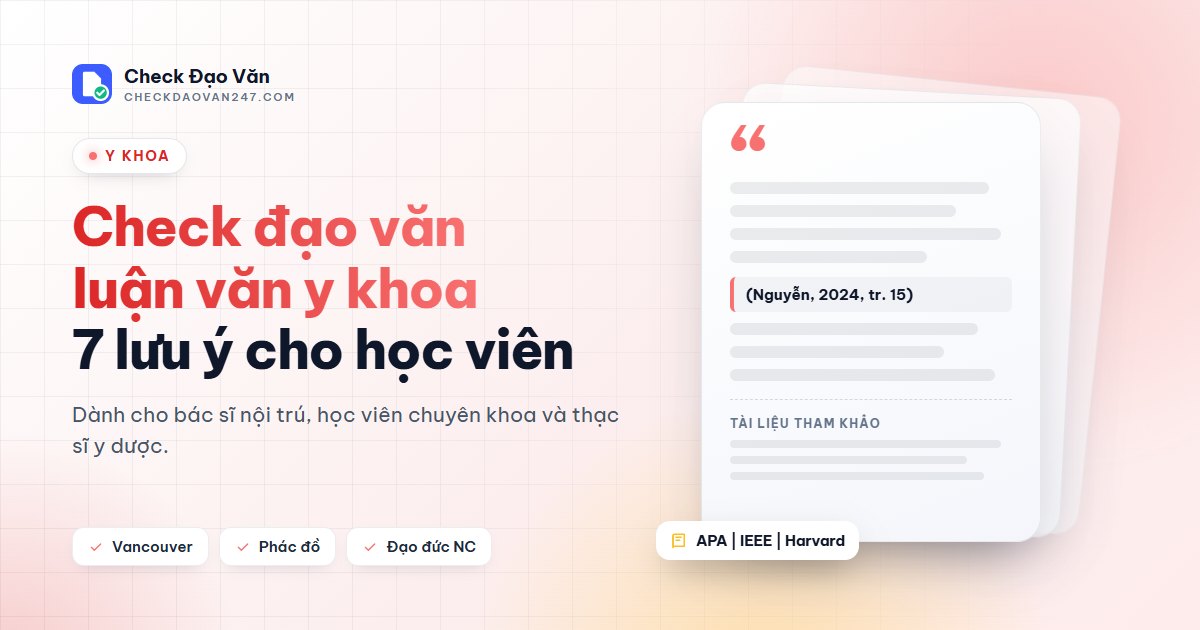 Check Đạo Văn
CHECKDAOVAN247.COM
Y KHOA
Check đạo văn
luận văn y khoa
7 lưu ý cho học viên
Dành cho bác sĩ nội trú, học viên chuyên khoa và thạc
sĩ y dược.
Vancouver
Phác đồ
Đạo đức NC
“
(Nguyễn, 2024, tr. 15)
TÀI LIỆU THAM KHẢO
APA | IEEE | Harvard